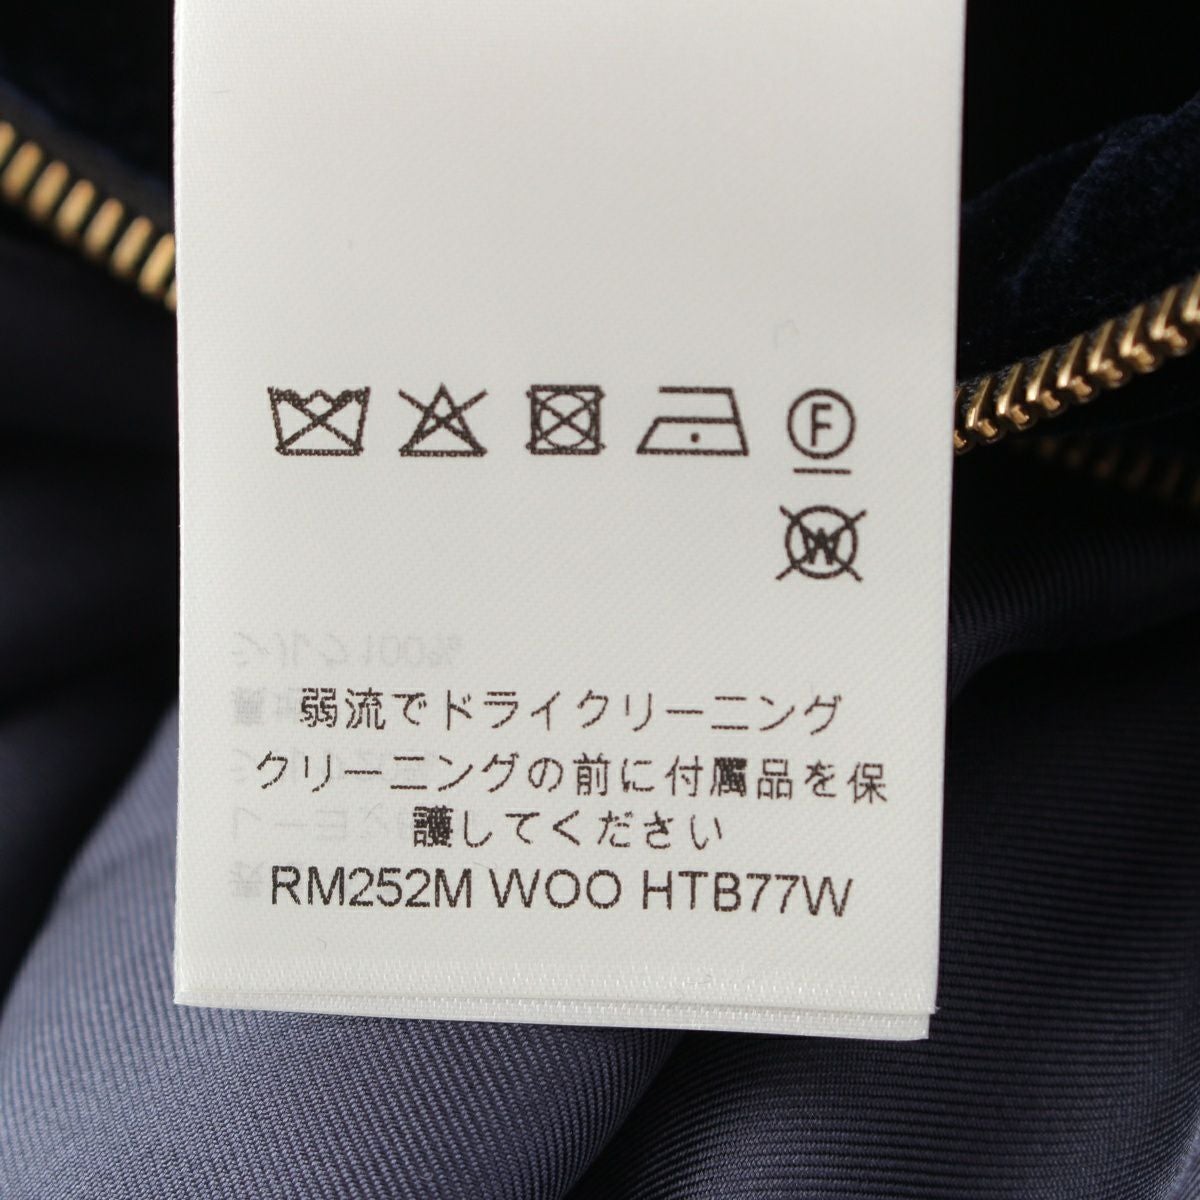 F
W
弱流でドライクリーニング
クリーニングの前に付属品を保
護してください
RM252M WOO HTB77W